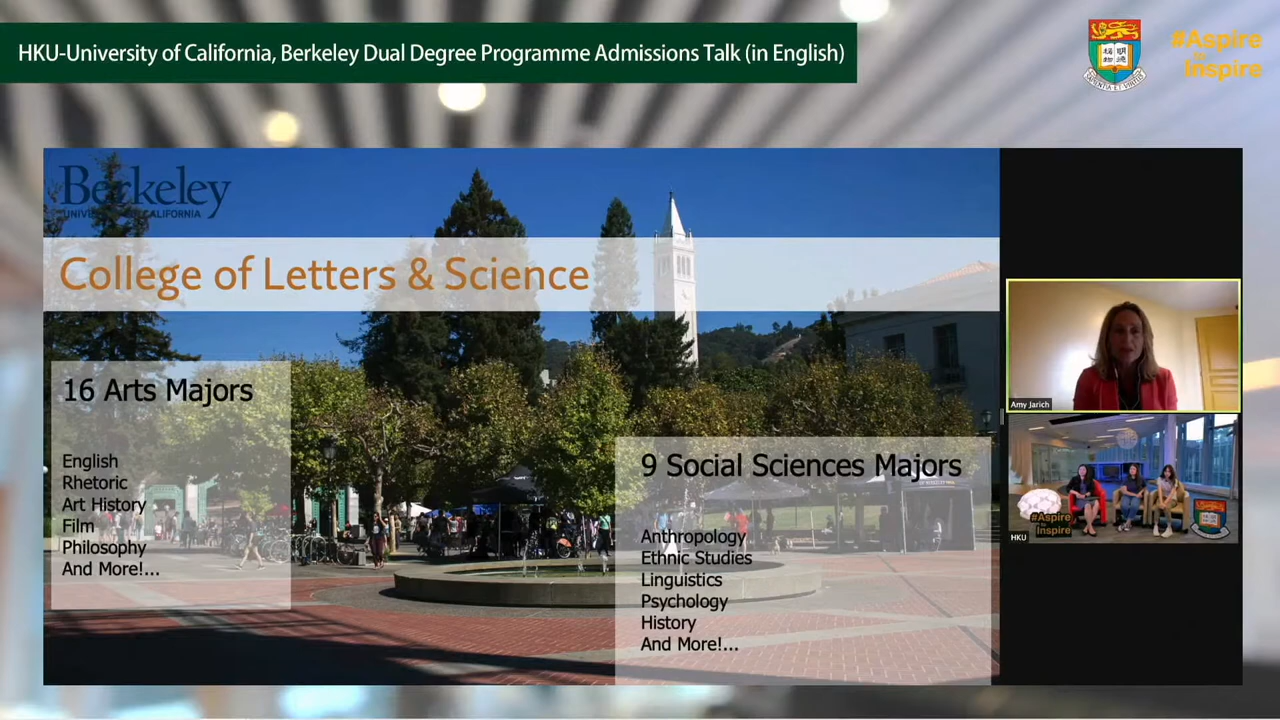 HKU-University of California, Berkeley Dual Degree Programme Admissions Talk (in English)
#Aspire
to
Inspire
Berkeley
UNIVERSITY OF CALIFORNIA
College of Letters & Science
16 Arts Majors
English
Rhetoric
Art History
Film
Philosophy
And More!...
9 Social Sciences Majors
Anthropology
Ethnic Studies
Linguistics
Psychology
History
And More!...
Amy Jarich
#Aspire
to
Inspire
HKU